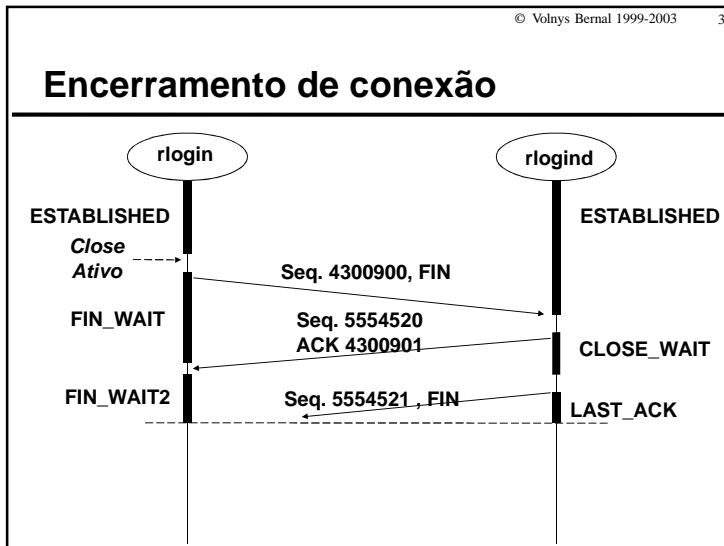 © Volnys Bernal 1999-2003 3
Encerramento de conexão
rlogin
rlogind
ESTABLISHED
ESTABLISHED
Close
Ativo
Seq. 4300900, FIN
FIN_WAIT
Seq. 5554520
ACK 4300901
CLOSE_WAIT
FIN_WAIT2
Seq. 5554521 , FIN
LAST_ACK